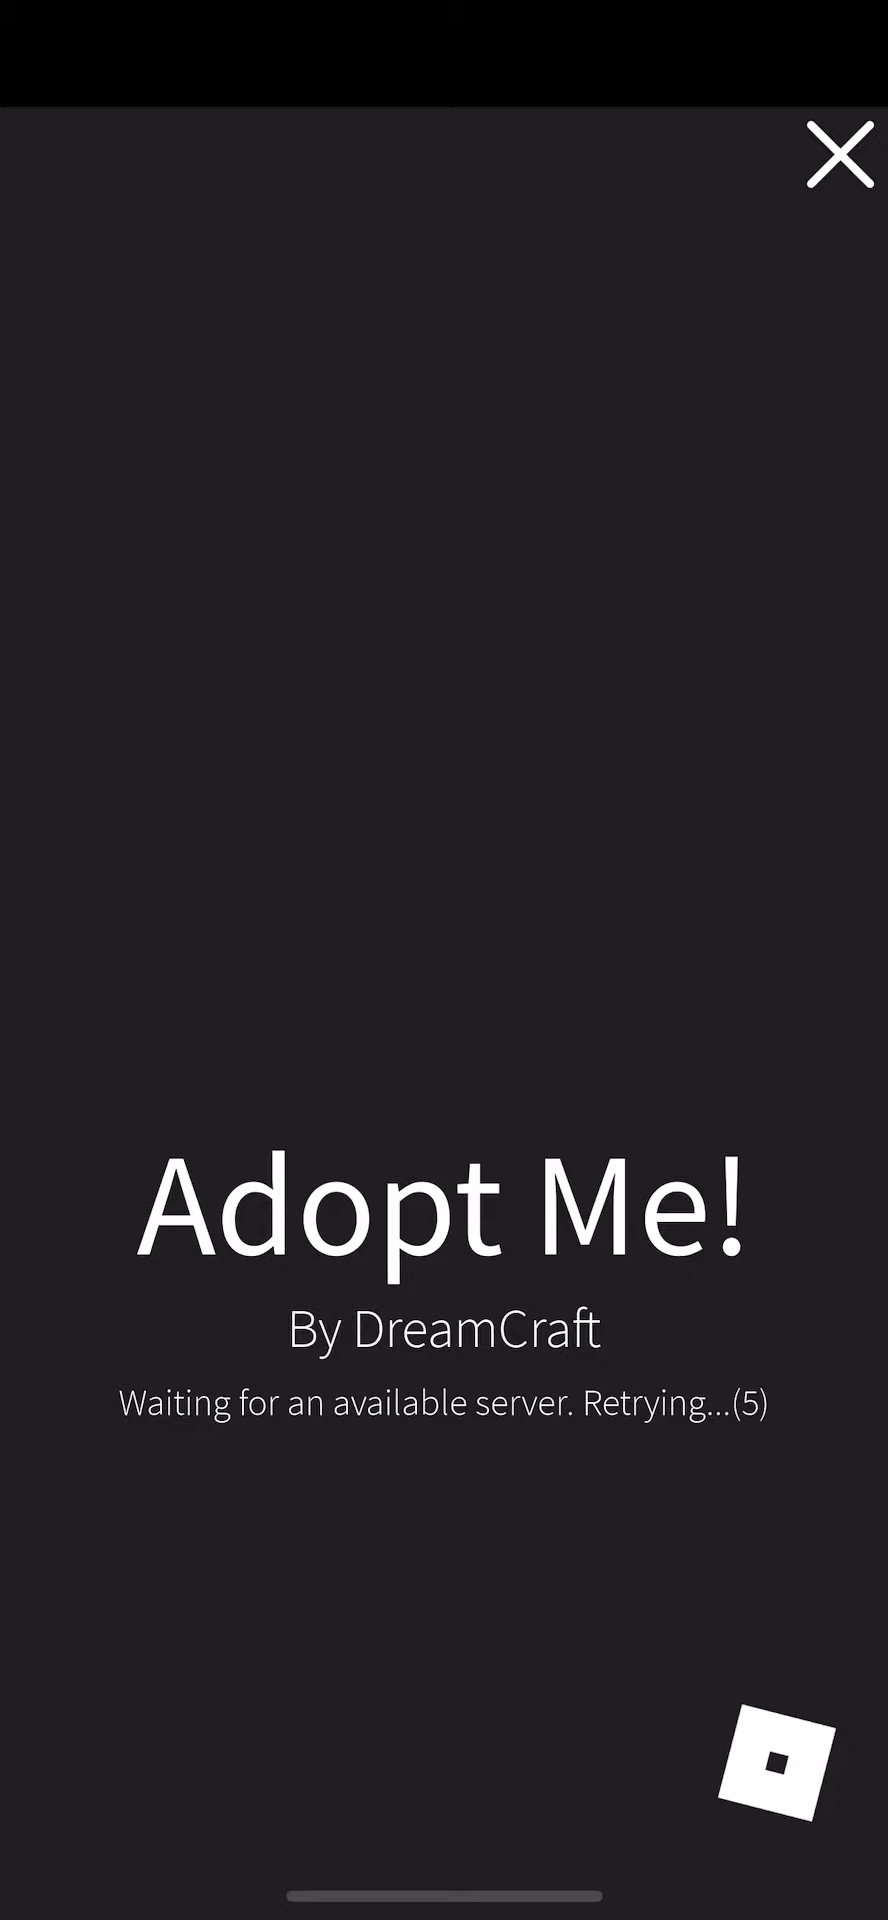 Adopt Me!
By DreamCraft
Waiting for an available server. Retrying...(5)